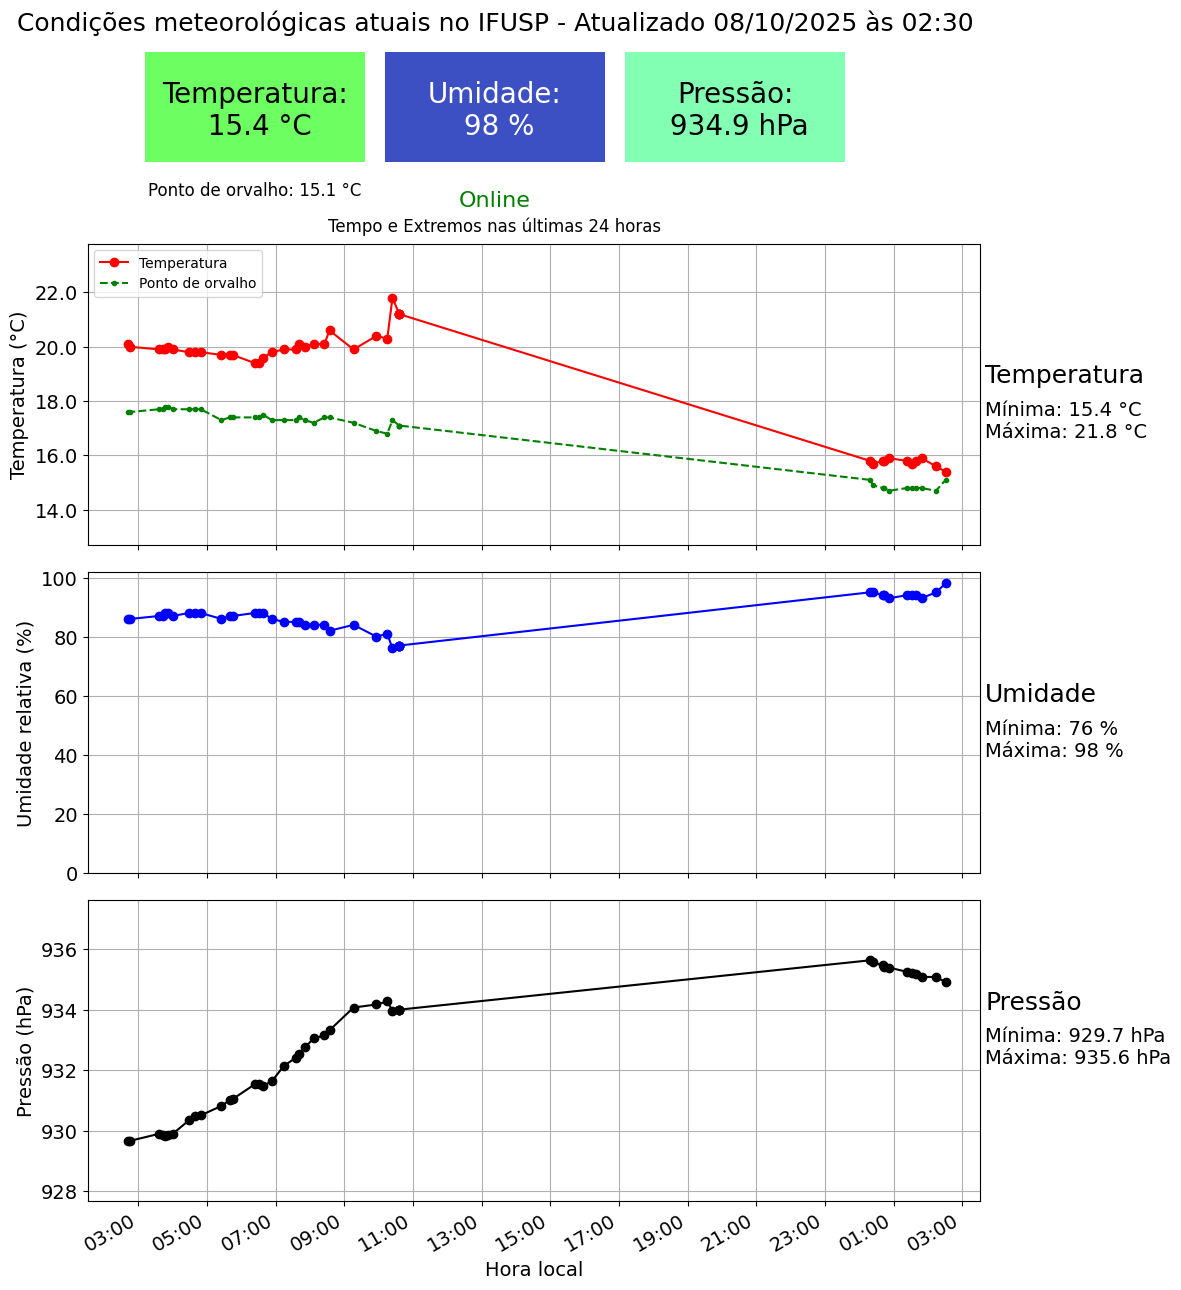 Condições meteorológicas atuais no IFUSP - Atualizado 08/10/2025 às 02:30
Temperatura:
15.4 °C
Umidade:
98 %
Pressão:
934.9 hPa
Ponto de orvalho: 15.1 °C
Online
Tempo e Extremos nas últimas 24 horas
Temperatura
Ponto de orvalho
Temperatura (°C)
22.0
20.0
18.0
16.0
14.0
Temperatura
Mínima: 15.4 °C
Máxima: 21.8 °C
Umidade relativa (%)
100
80
60
40
20
0
Umidade
Mínima: 76 %
Máxima: 98 %
Pressão (hPa)
936
934
932
930
928
Pressão
Mínima: 929.7 hPa
Máxima: 935.6 hPa
03:00
05:00
07:00
09:00
11:00
13:00
15:00
17:00
19:00
21:00
23:00
01:00
03:00
Hora local